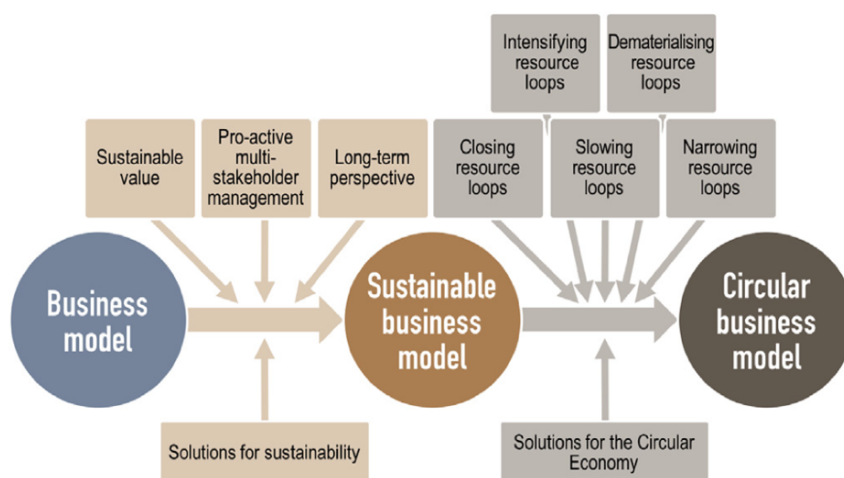 Intensifying
resource
loops
Dematerialising
resource
loops
Sustainable
value
Pro-active
multi-
stakeholder
management
Long-term
perspective
Closing
resource
loops
Slowing
resource
loops
Narrowing
resource
loops
Business
model
Sustainable
business
model
Circular
business
model
Solutions for sustainability
Solutions for the Circular
Economy